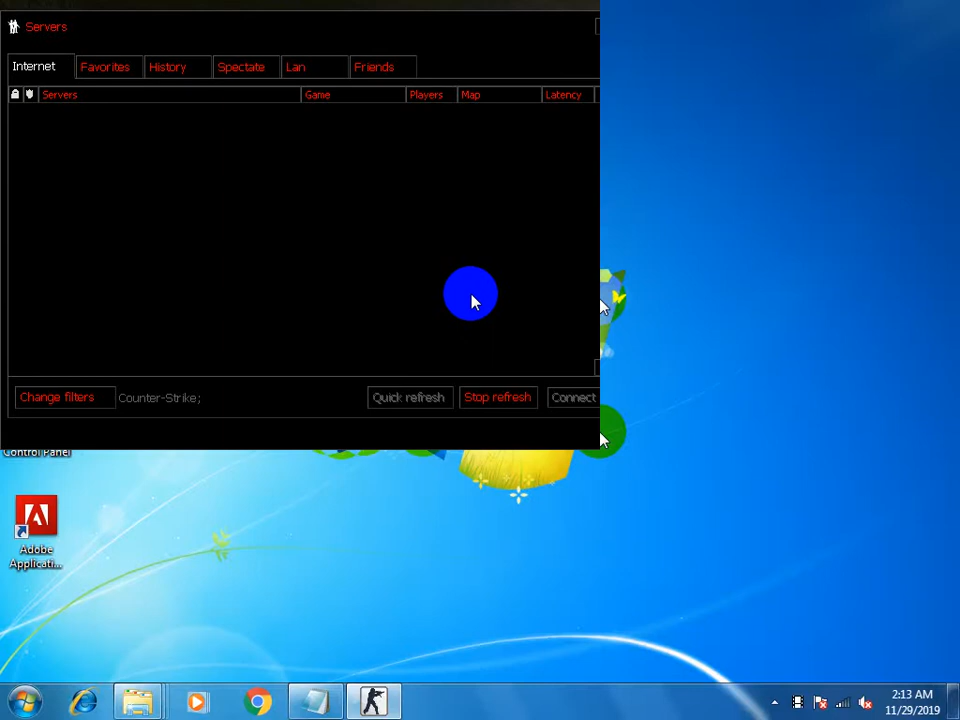 Servers
Internet Favorites History Spectate Lan Friends
Servers Game Players Map Latency
Change filters Counter-Strike; Quick refresh Stop refresh Connect
Control Panel
Adobe
Applicati...
2:13 AM
11/29/2019